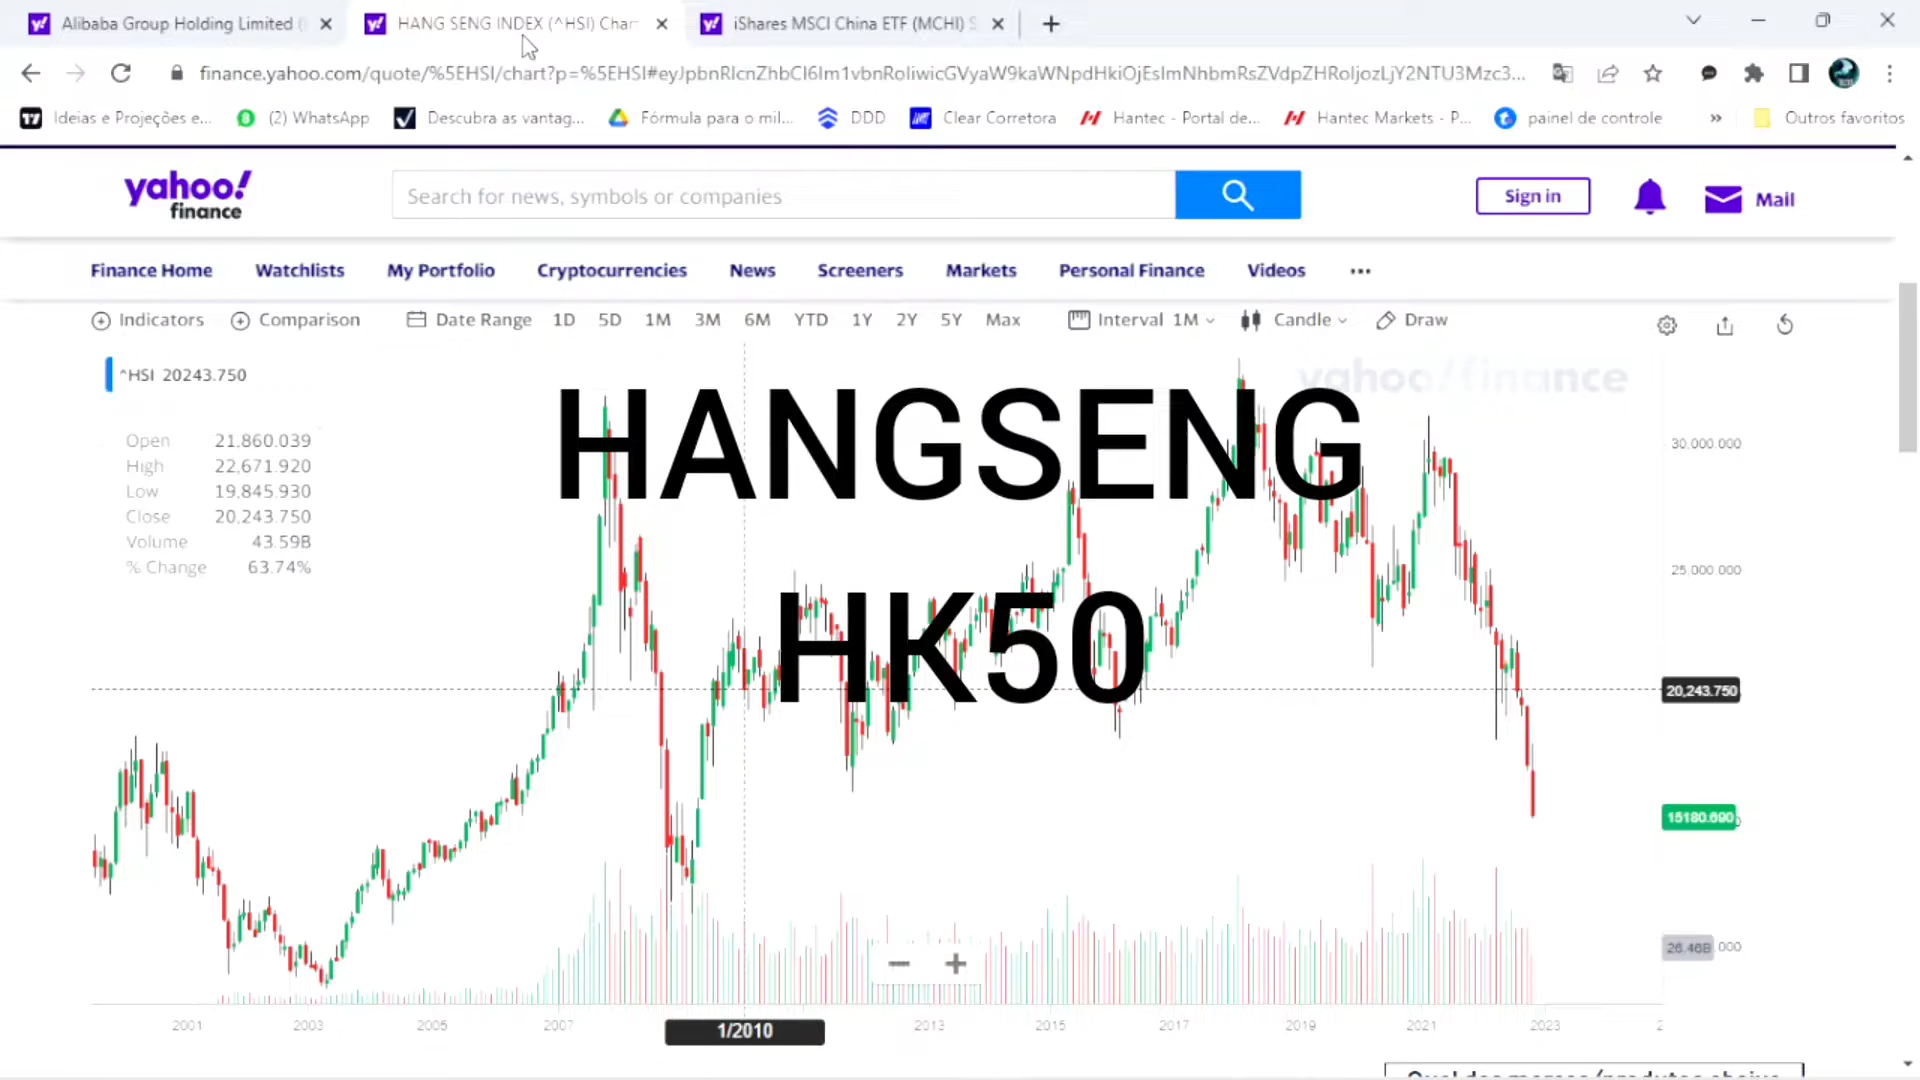 Alibaba Group Holding Limited (
HANG SENG INDEX (^HSI) Char
iShares MSCI China ETF (MCHI) S
finance.yahoo.com/quote/%5EHSI/chart?p=%5EHSI#eyJpbnRlcnZhbCI6Im1vbnRoIiwicGVyaW9kaWNpdHkiOjEsImNhbmRsZVdpZHRoIjozLjY2NTU3Mzc3...
Ideias e Projeções e...
(2) WhatsApp
Descubra as vantag...
Fórmula para o mil...
DDD
Clear Corretora
Hantec - Portal de...
Hantec Markets - P...
painel de controle
»
Outros favoritos
yahoo!
finance
Search for news, symbols or companies
Sign in
Mail
Finance Home Watchlists My Portfolio Cryptocurrencies News Screeners Markets Personal Finance Videos
Indicators Comparison Date Range 1D 5D 1M 3M 6M YTD 1Y 2Y 5Y Max Interval 1M Candle Draw
^HSI 20243.750
yahoo!finance
HANGSENG
HK50
Open 21,860.039
High 22,671.920
Low 19,845.930
Close 20,243.750
Volume 43.59B
% Change 63.74%
30,000.000
25,000.000
20,243.750
15180.690
26.46B
000
2001 2003 2005 2007 1/2010 2013 2015 2017 2019 2021 2023